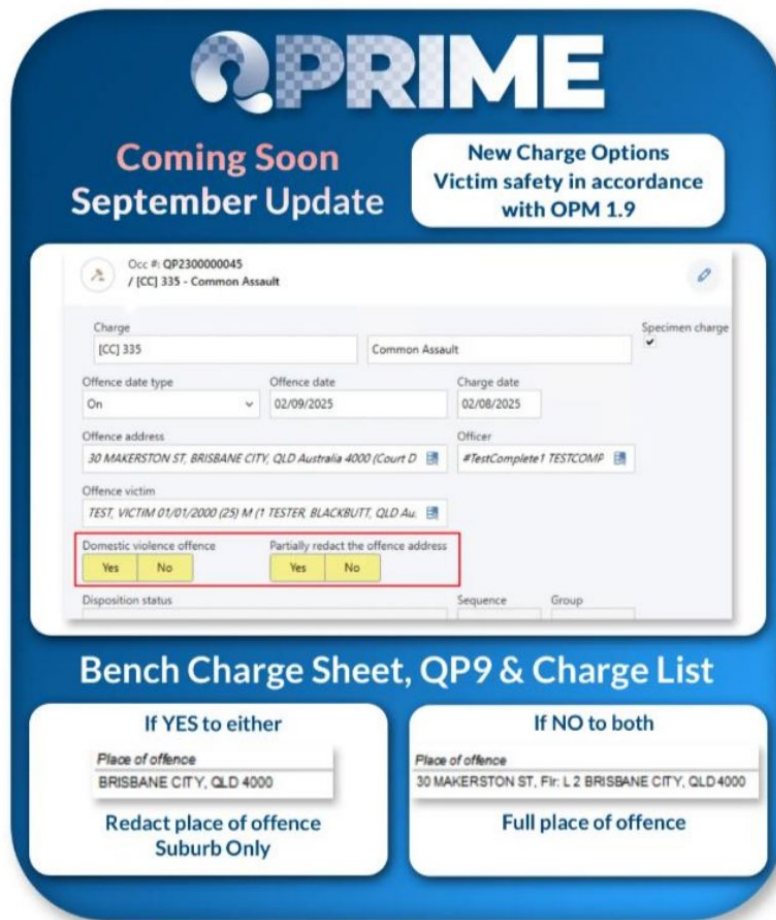 QPRIME
Coming Soon
September Update
New Charge Options
Victim safety in accordance
with OPM 1.9
Occ #: QP2300000045
/ [CC] 335 - Common Assault
Charge
Specimen charge
[CC] 335
Common Assault
Offence date type
Offence date
Charge date
On
02/09/2025
02/08/2025
Offence address
Officer
30 MAKERSTON ST, BRISBANE CITY, QLD Australia 4000 (Court D
#TestComplete1 TESTCOMP
Offence victim
TEST, VICTIM 01/01/2000 (25) M (1 TESTER, BLACKBUTT, QLD Au.
Domestic violence offence
Partially redact the offence address
Yes No
Yes No
Disposition status
Sequence
Group
Bench Charge Sheet, QP9 & Charge List
If YES to either
Place of offence
BRISBANE CITY, QLD 4000
Redact place of offence
Suburb Only
If NO to both
Place of offence
30 MAKERSTON ST, Flr: L 2 BRISBANE CITY, QLD 4000
Full place of offence